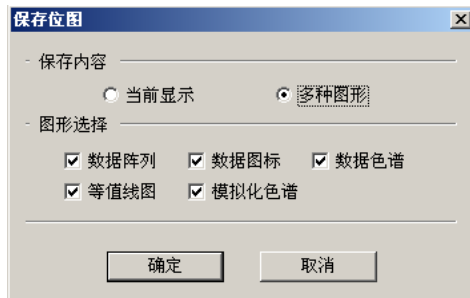 保存位图
保存内容
当前显示 多种图形
图形选择
数据阵列 数据图标 数据色谱
等值线图 模拟化色谱
确定 取消